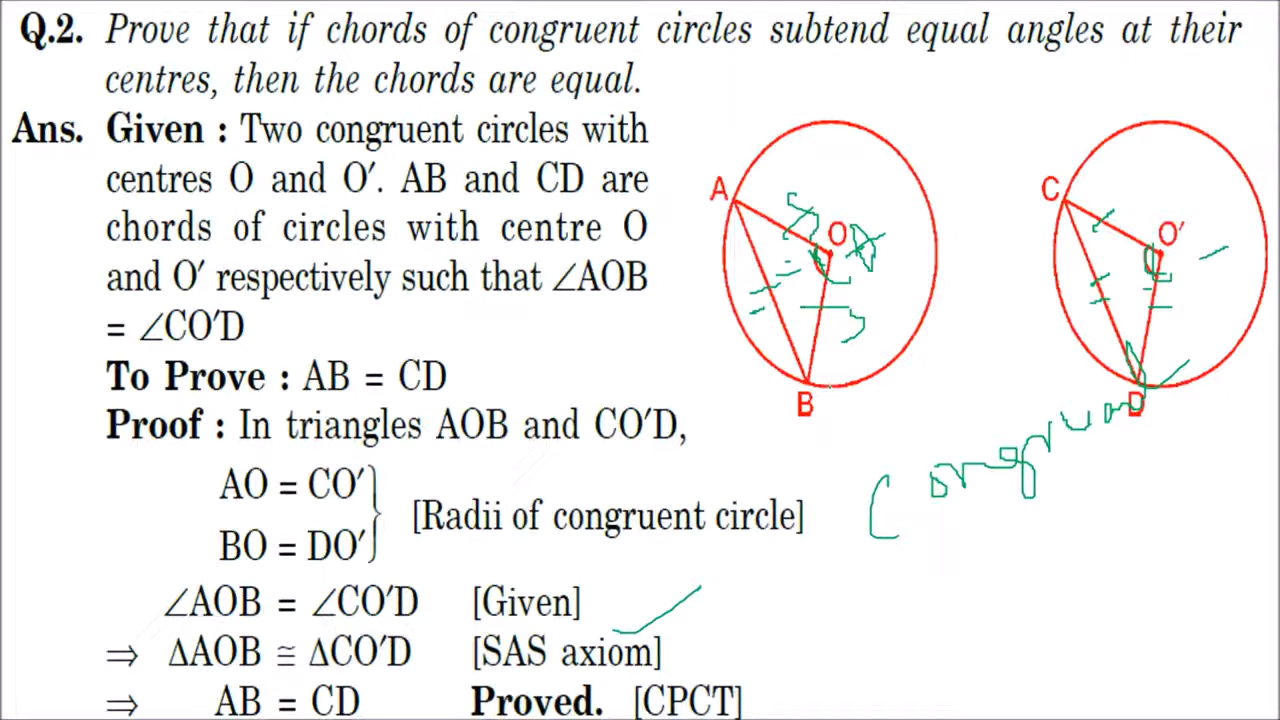 Q.2. Prove that if chords of congruent circles subtend equal angles at their
centres, then the chords are equal.
Ans. Given : Two congruent circles with
centres O and O′. AB and CD are
chords of circles with centre O
and O′ respectively such that ∠AOB
= ∠CO′D
To Prove : AB = CD
Proof : In triangles AOB and CO′D,
AO = CO′
BO = DO′
[Radii of congruent circle]
∠AOB = ∠CO′D [Given]
⇒ ΔAOB ≅ ΔCO′D [SAS axiom]
⇒ AB = CD Proved. [CPCT]
A
O
B
C
O′
D